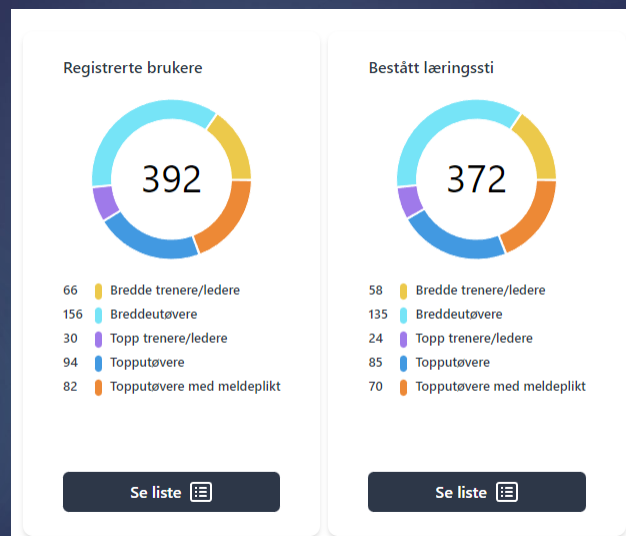 Registrerte brukere
392
66 Bredde trenere/ledere
156 Breddeutøvere
30 Topp trenere/ledere
94 Topputøvere
82 Topputøvere med meldeplikt
Se liste
Bestått læringssti
372
58 Bredde trenere/ledere
135 Breddeutøvere
24 Topp trenere/ledere
85 Topputøvere
70 Topputøvere med meldeplikt
Se liste